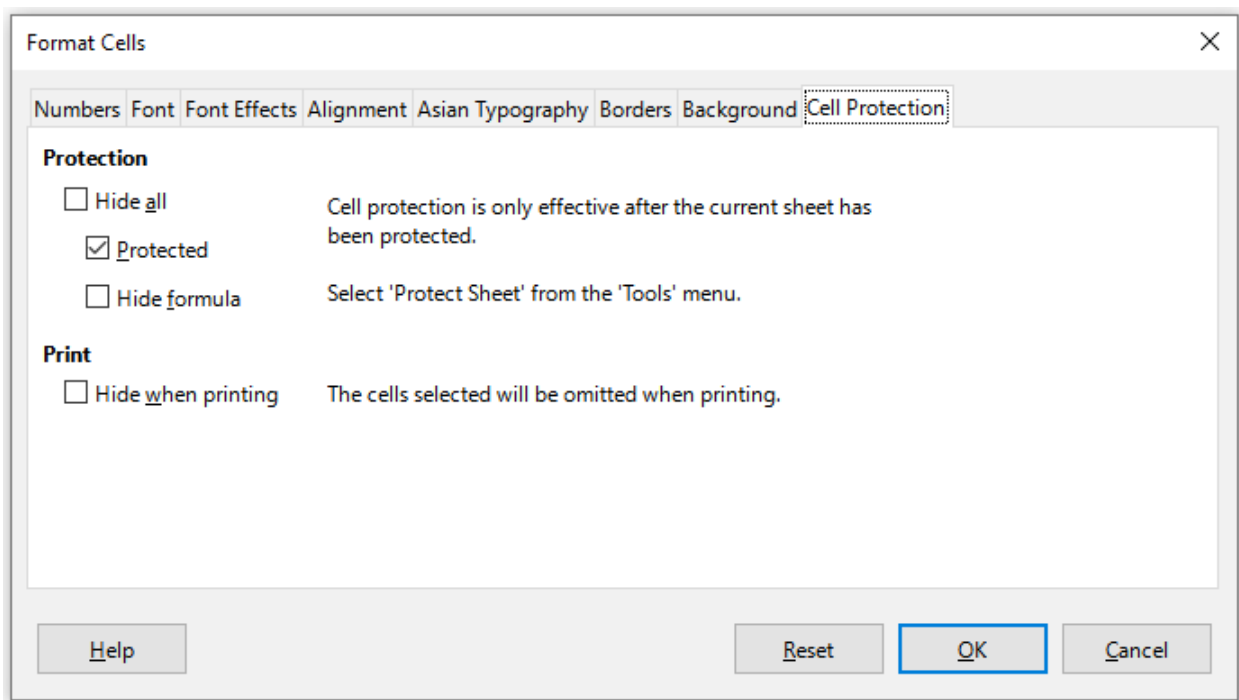 Format Cells
Numbers Font Font Effects Alignment Asian Typography Borders Background Cell Protection
Protection
Hide all
Cell protection is only effective after the current sheet has
been protected.
Protected
Hide formula
Select 'Protect Sheet' from the 'Tools' menu.
Print
Hide when printing
The cells selected will be omitted when printing.
Help
Reset
OK
Cancel